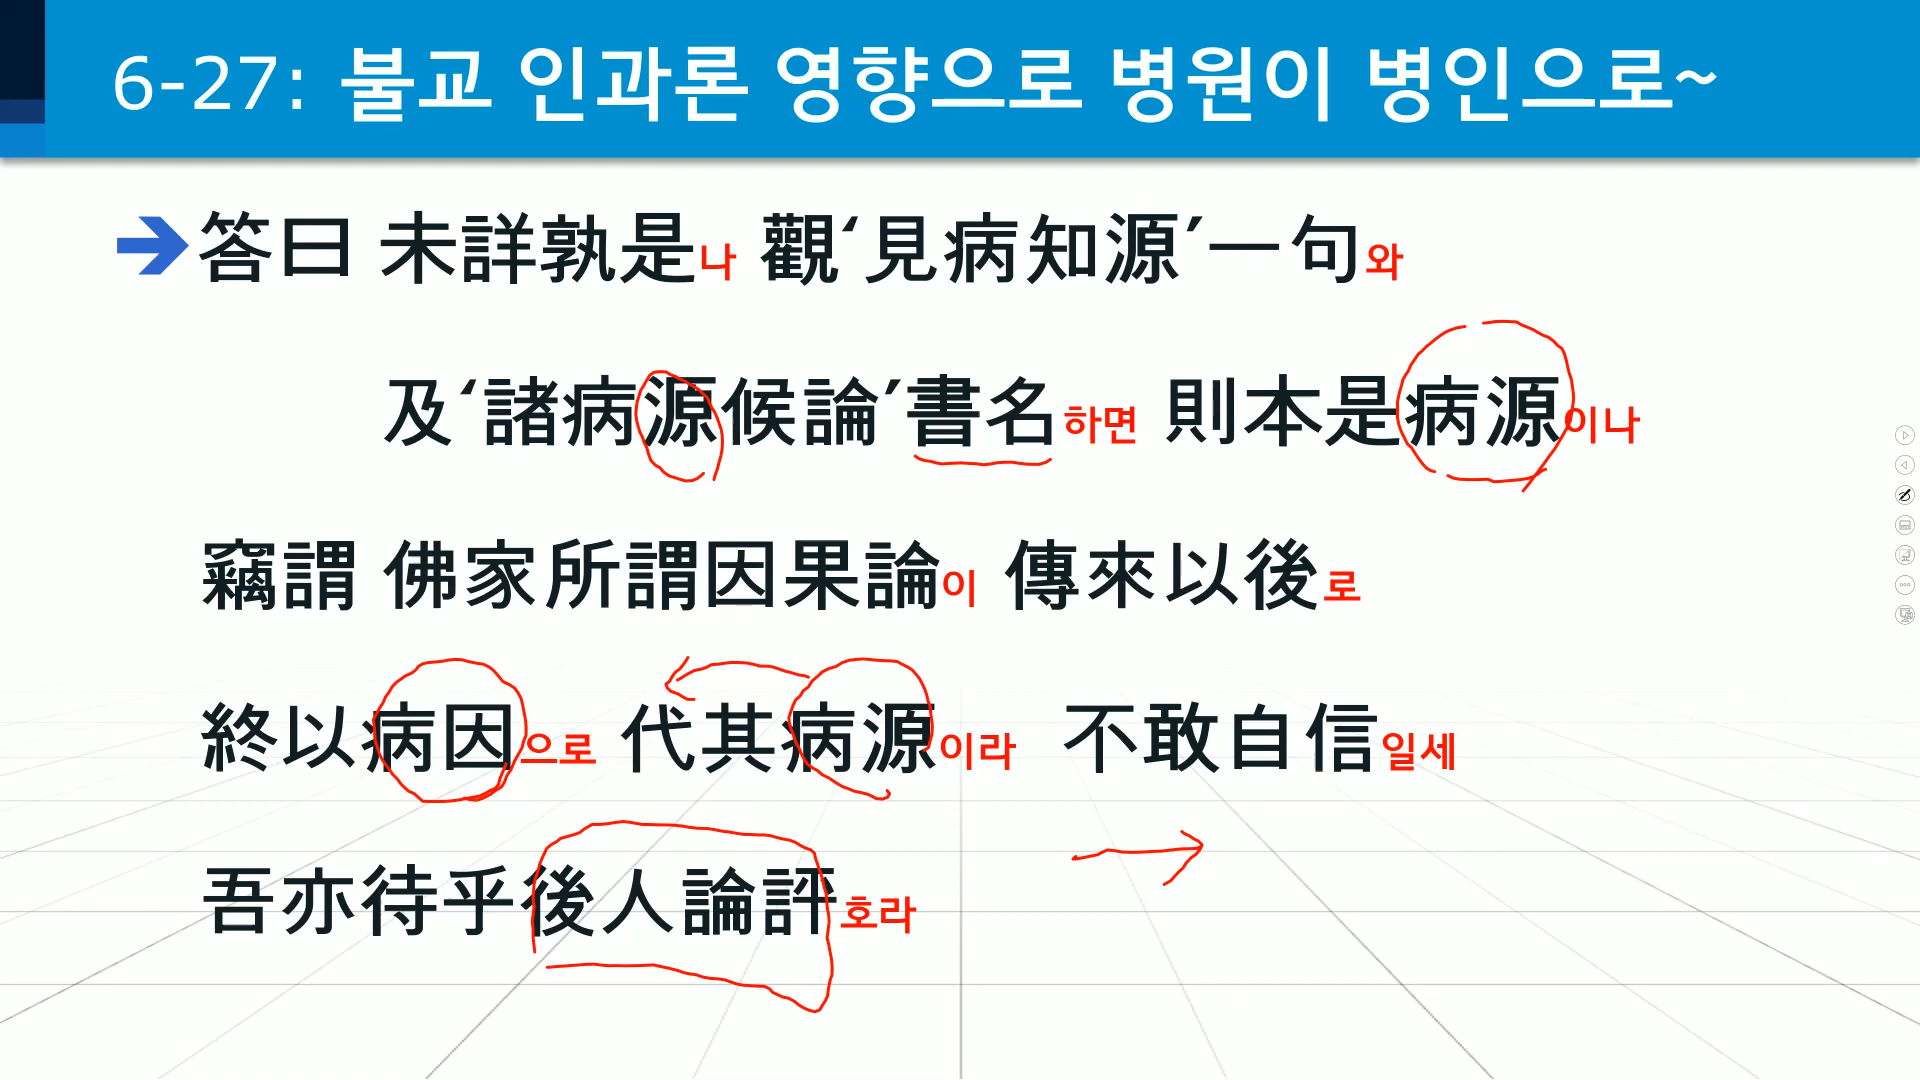 6-27: 불교 인과론 영향으로 병원이 병인으로~
答曰 未詳孰是나 觀‘見病知源’一句와
及‘諸病源候論’書名하면 則本是病源이나
竊謂 佛家所謂因果論이 傳來以後로
終以病因으로 代其病源이라 不敢自信일세
吾亦待乎後人論評호라